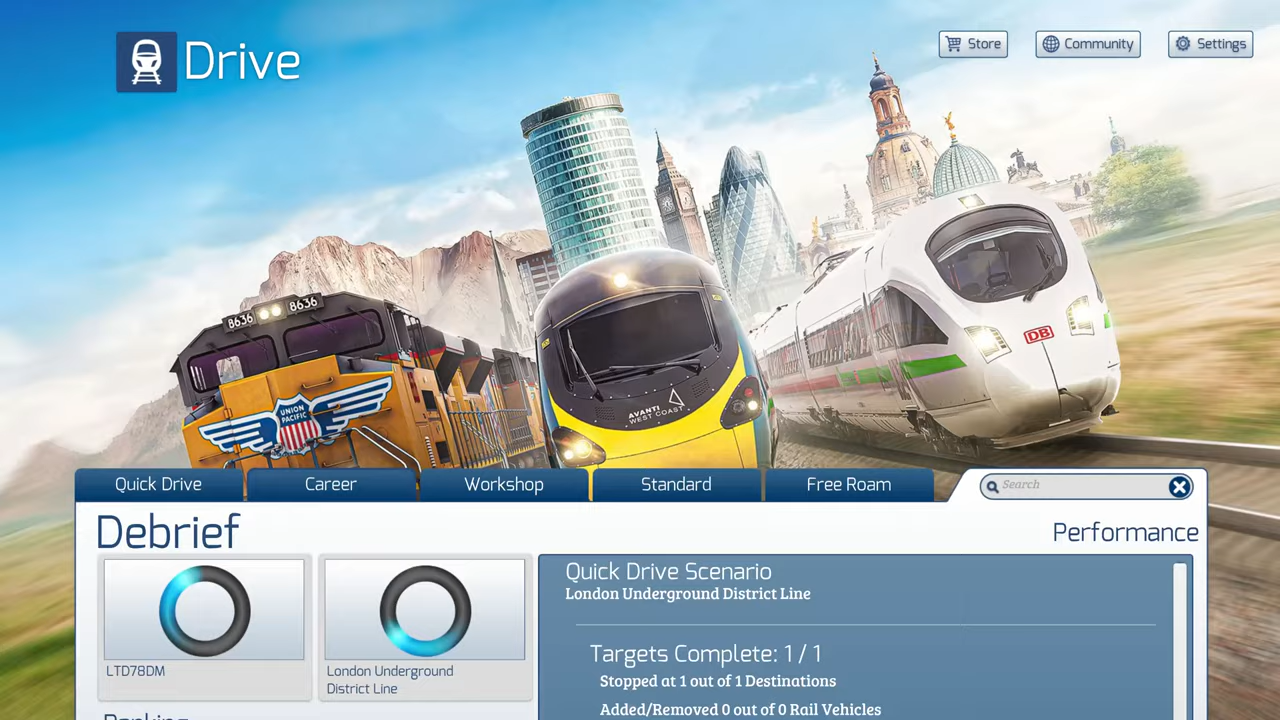 Drive
Store
Community
Settings
8636
8636
UNION
PACIFIC
AVANTI
WEST COAST
DB
Quick Drive
Career
Workshop
Standard
Free Roam
Search
Debrief
Performance
LTD78DM
London Underground
District Line
Quick Drive Scenario
London Underground District Line
Targets Complete: 1 / 1
Stopped at 1 out of 1 Destinations
Added/Removed 0 out of 0 Rail Vehicles